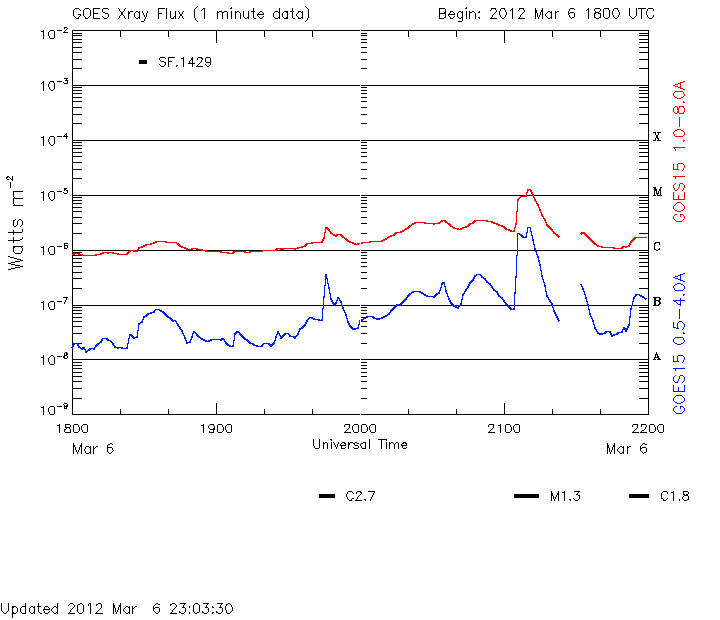 GOES Xray Flux (1 minute data) Begin: 2012 Mar 6 1800 UTC
10-2
SF.1429
10-3
10-4
X
10-5
M
10-6
C
10-7
B
10-8
A
10-9
Watts m-2
GOES15 1.0-8.0A
GOES15 0.5-4.0A
1800 1900 2000 2100 2200
Mar 6 Universal Time Mar 6
C2.7 M1.3 C1.8
Updated 2012 Mar 6 23:03:30